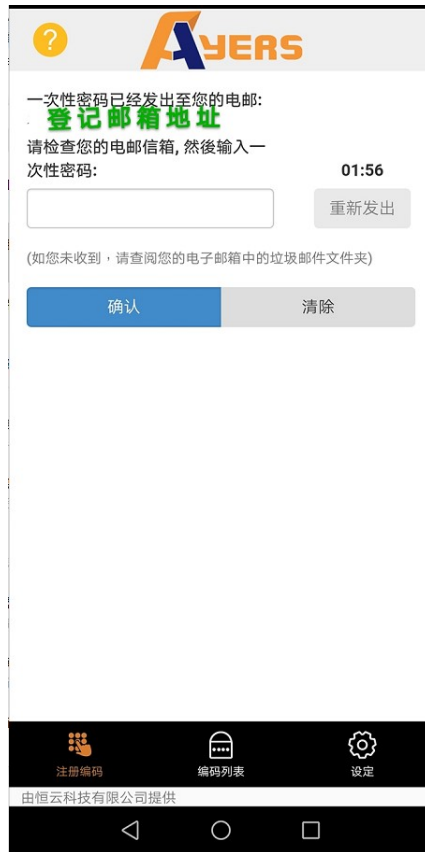 ?
AYERS
一次性密码已经发出至您的电邮:
登记邮箱地址
请检查您的电邮信箱, 然後输入一
次性密码:
01:56
重新发出
(如您未收到，请查阅您的电子邮箱中的垃圾邮件文件夹)
确认
清除
注册编码
编码列表
设定
由恒云科技有限公司提供